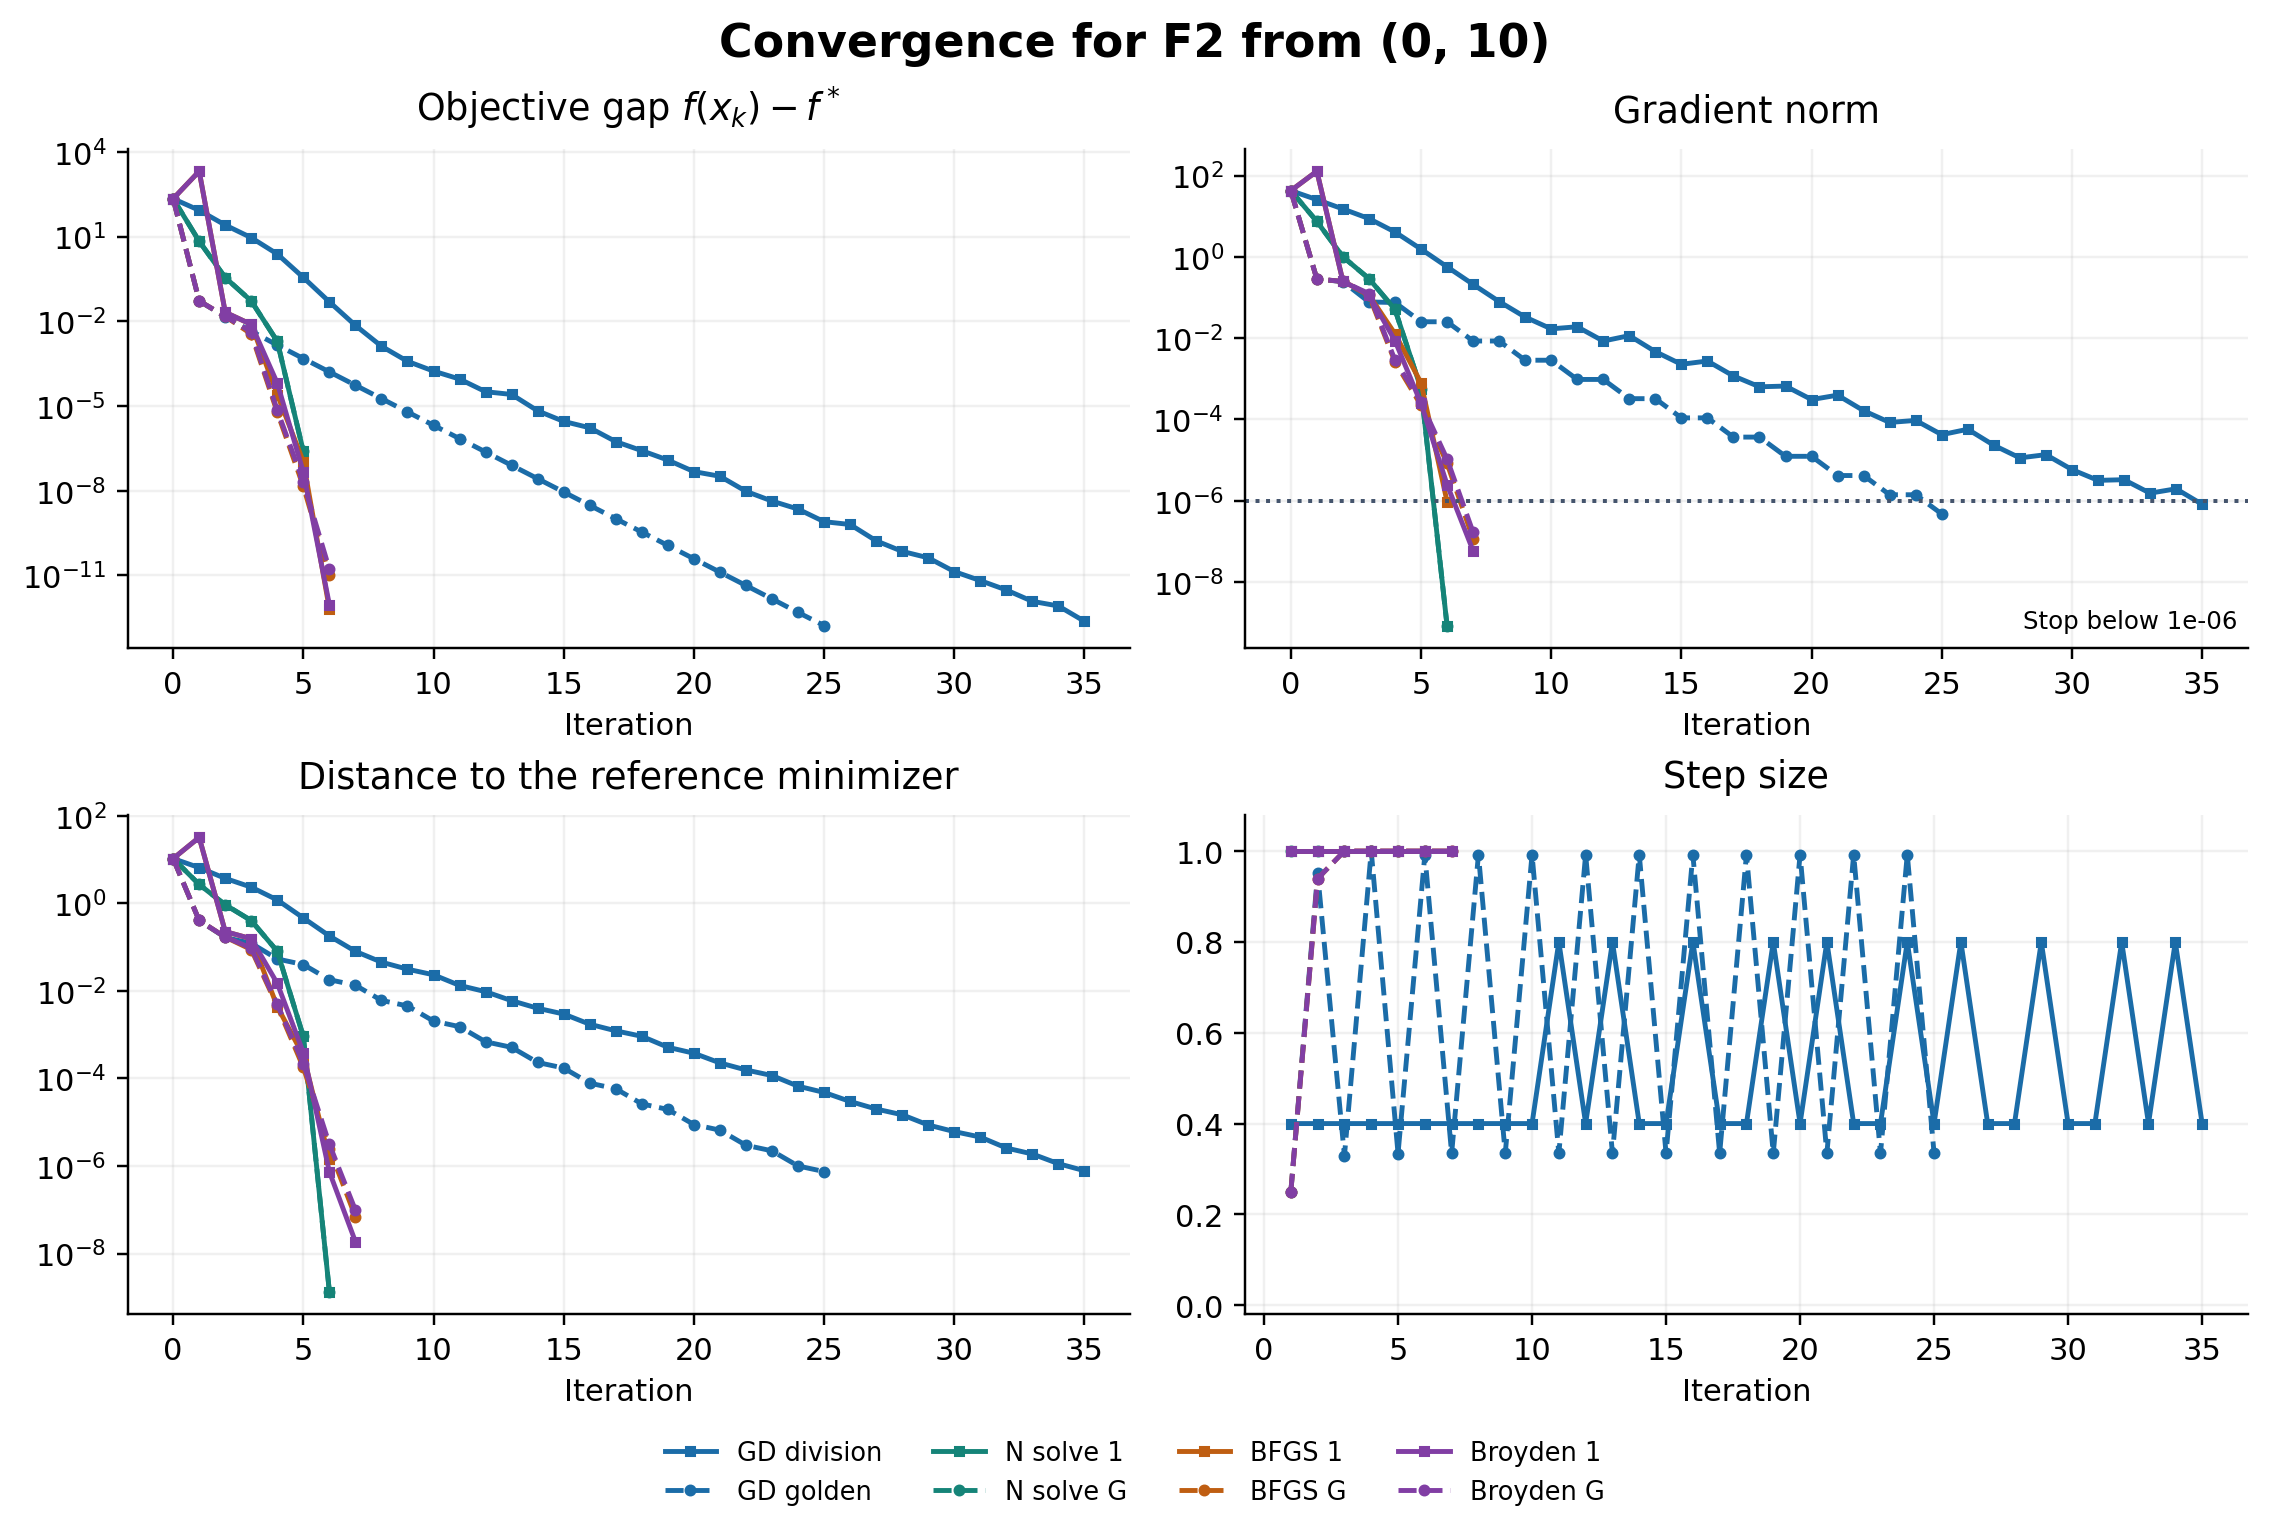 Convergence for F2 from (0, 10)
Objective gap f(x_k) − f^*
10^4
10^1
10^−2
10^−5
10^−8
10^−11
0 5 10 15 20 25 30 35
Iteration
Gradient norm
10^2
10^0
10^−2
10^−4
10^−6
10^−8
Stop below 1e-06
0 5 10 15 20 25 30 35
Iteration
Distance to the reference minimizer
10^2
10^0
10^−2
10^−4
10^−6
10^−8
0 5 10 15 20 25 30 35
Iteration
Step size
1.0
0.8
0.6
0.4
0.2
0.0
0 5 10 15 20 25 30 35
Iteration
GD division N solve 1 BFGS 1 Broyden 1
GD golden N solve G BFGS G Broyden G